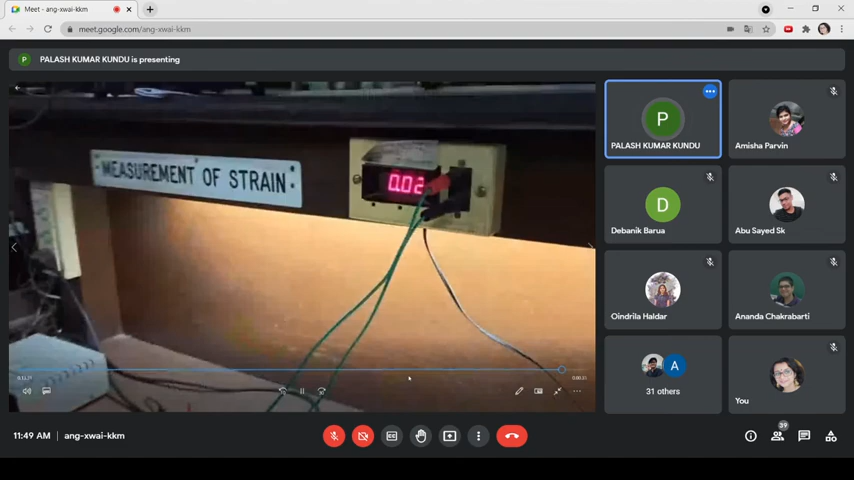 Meet - ang-xwai-kkm
meet.google.com/ang-xwai-kkm
P
PALASH KUMAR KUNDU is presenting
MEASUREMENT OF STRAIN
0.02
P
PALASH KUMAR KUNDU
Amisha Parvin
D
Debanik Barua
Abu Sayed Sk
Oindrila Haldar
Ananda Chakrabarti
A
31 others
You
11:49 AM
ang-xwai-kkm
39